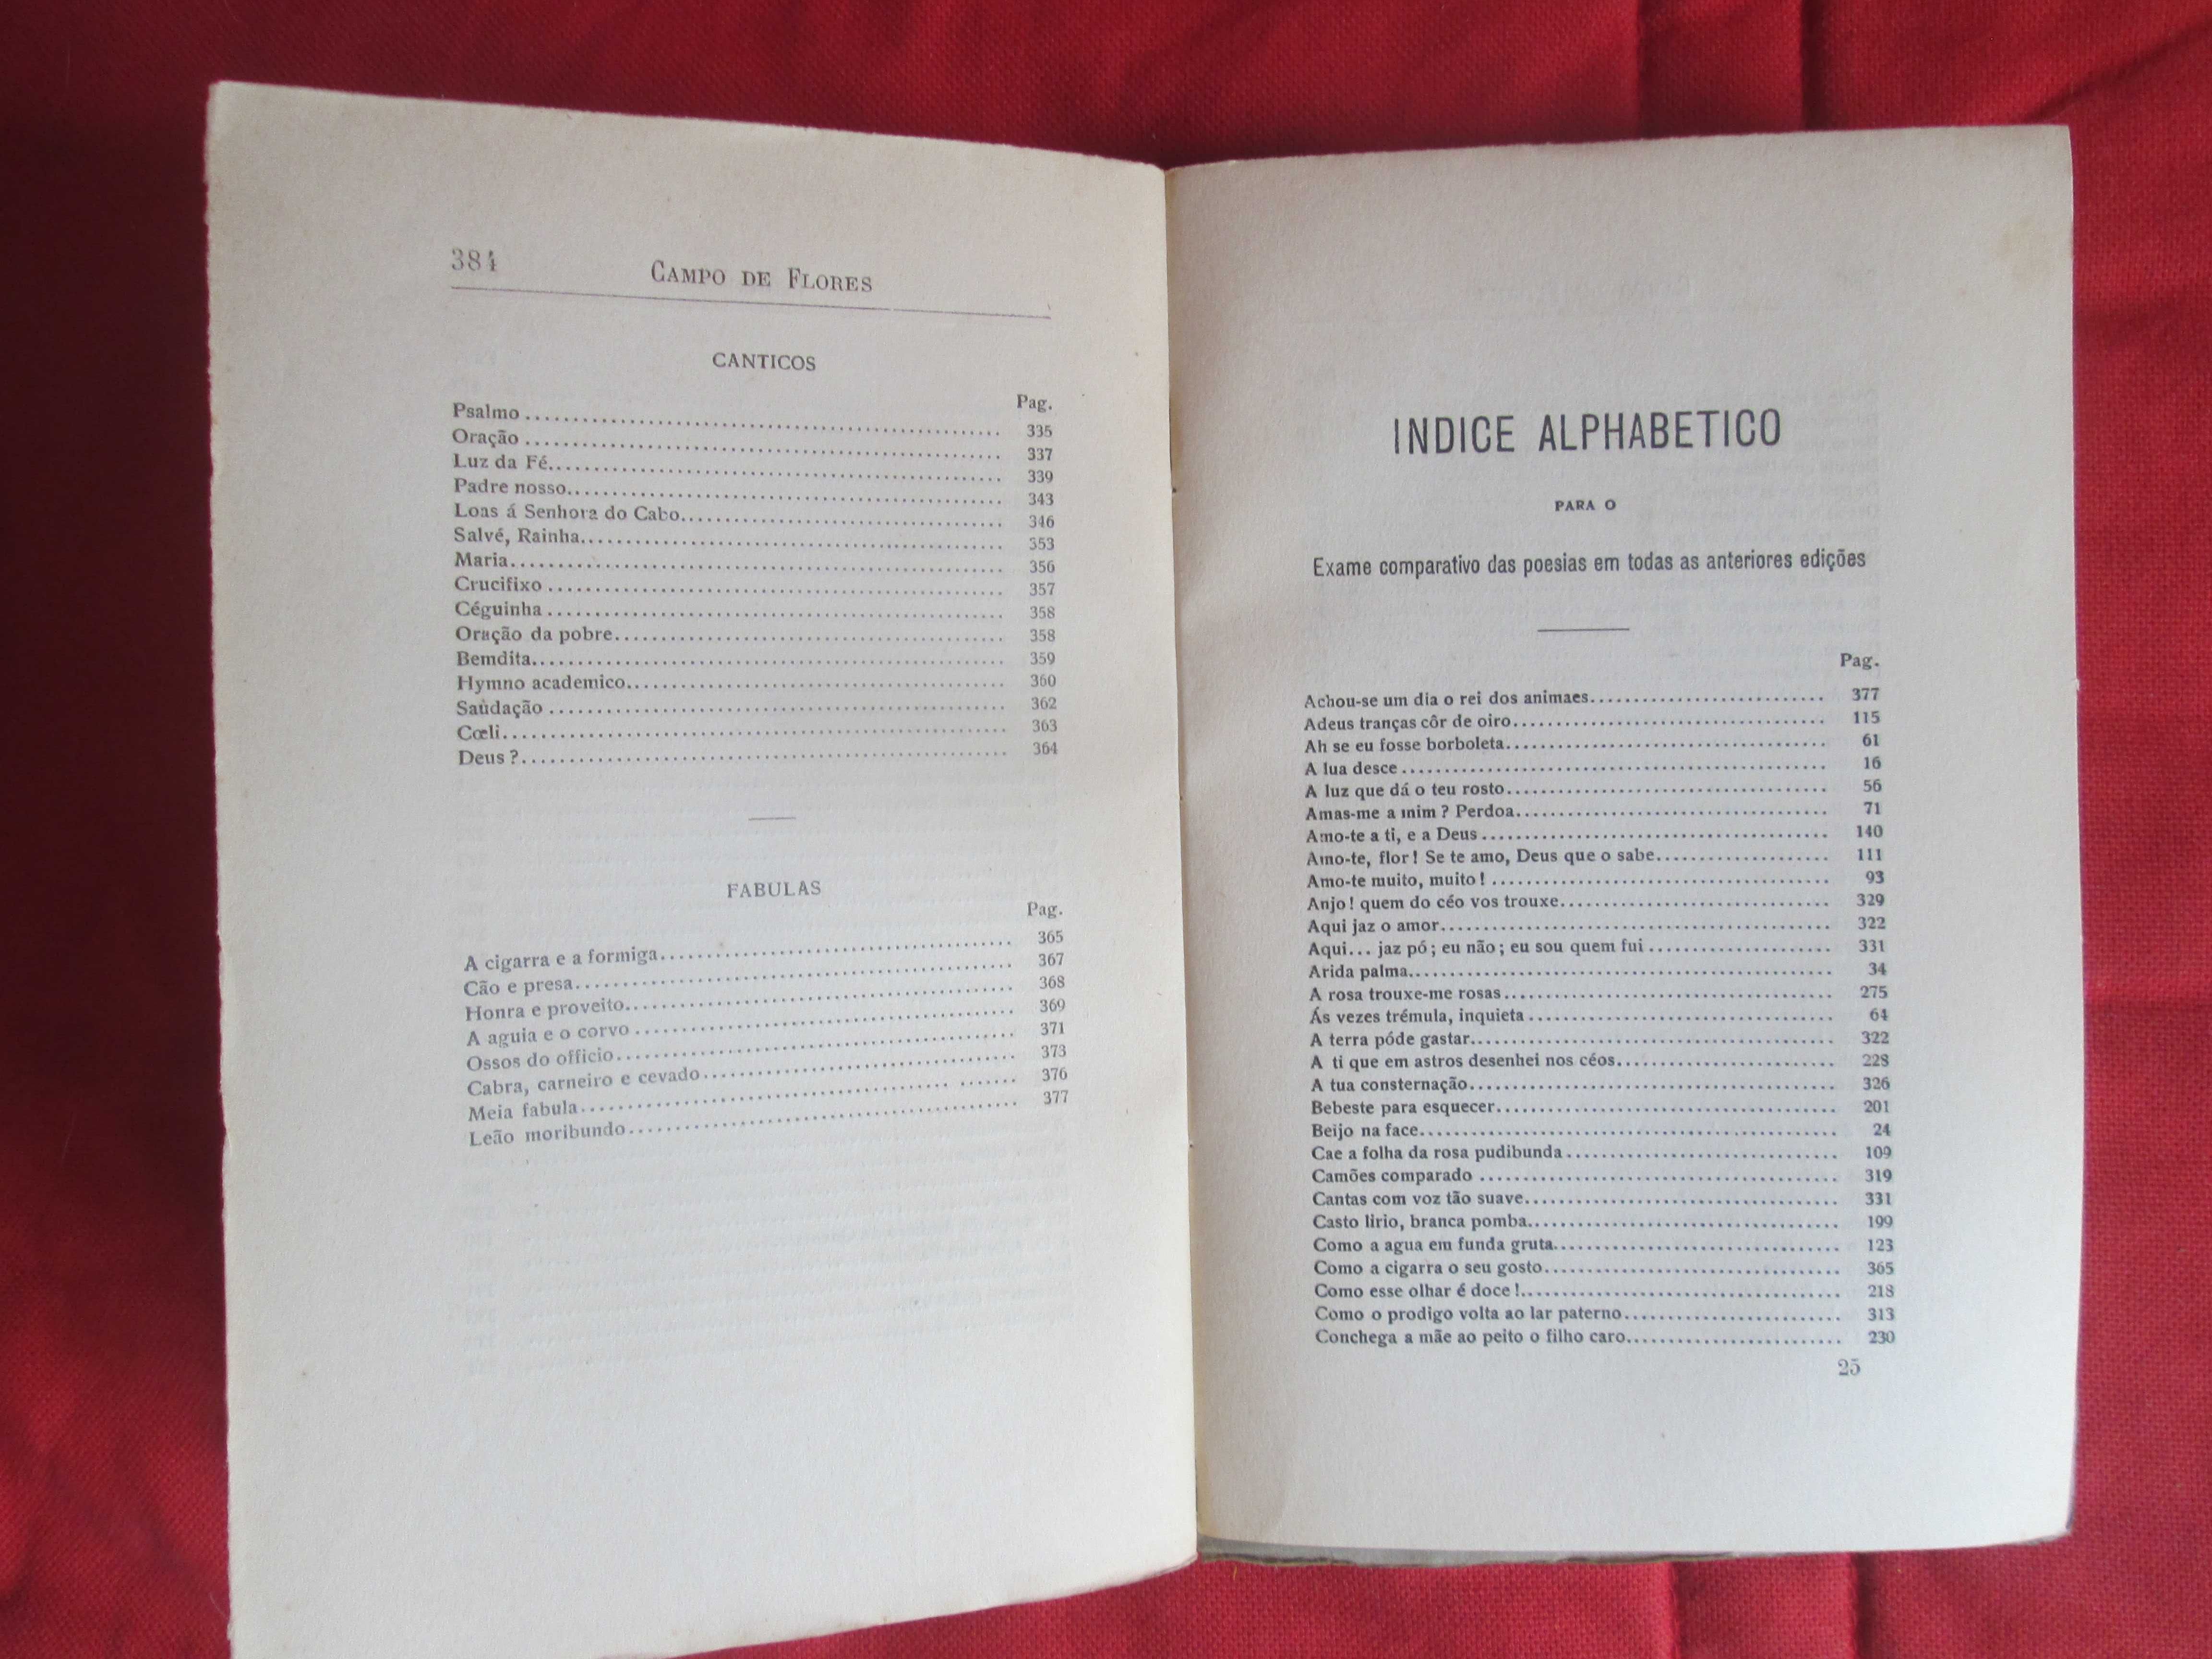 384
CAMPO DE FLORES
CANTICOS
Pag.
Psalmo ........................................ 335
Oração ........................................ 337
Luz da Fé........................................ 339
Padre nosso........................................ 343
Loas á Senhora do Cabo........................................ 346
Salvé, Rainha........................................ 353
Maria........................................ 356
Crucifixo ........................................ 357
Céguinha ........................................ 358
Oração da pobre........................................ 358
Bemdita........................................ 359
Hymno academico........................................ 360
Saùdação ........................................ 362
Cœli........................................ 363
Deus ?........................................ 364
FABULAS
Pag.
A cigarra e a formiga........................................ 365
Cão e presa........................................ 367
Honra e proveito........................................ 368
A aguia e o corvo ........................................ 369
Ossos do officio........................................ 371
Cabra, carneiro e cevado........................................ 373
Meia fabula........................................ 376
Leão moribundo........................................ 377
INDICE ALPHABETICO
PARA O
Exame comparativo das poesias em todas as anteriores edições
Pag.
Achou-se um dia o rei dos animaes........................................ 377
Adeus tranças côr de oiro........................................ 115
Ah se eu fosse borboleta........................................ 61
A lua desce ........................................ 16
A luz que dá o teu rosto........................................ 56
Amas-me a mim ? Perdoa........................................ 71
Amo-te a ti, e a Deus ........................................ 140
Amo-te, flor! Se te amo, Deus que o sabe........................................ 111
Amo-te muito, muito ! ........................................ 93
Anjo! quem do céo vos trouxe........................................ 329
Aqui jaz o amor........................................ 322
Aqui... jaz pó ; eu não ; eu sou quem fui ........................................ 331
Arida palma........................................ 34
A rosa trouxe-me rosas ........................................ 275
Ás vezes trémula, inquieta ........................................ 64
A terra póde gastar........................................ 322
A ti que em astros desenhei nos céos........................................ 228
A tua consternação........................................ 326
Bebeste para esquecer........................................ 201
Beijo na face........................................ 24
Cae a folha da rosa pudibunda ........................................ 109
Camões comparado ........................................ 319
Cantas com voz tão suave........................................ 331
Casto lirio, branca pomba........................................ 199
Como a agua em funda gruta........................................ 123
Como a cigarra o seu gosto........................................ 365
Como esse olhar é doce !........................................ 218
Como o prodigo volta ao lar paterno........................................ 313
Conchega a mãe ao peito o filho caro........................................ 230
25